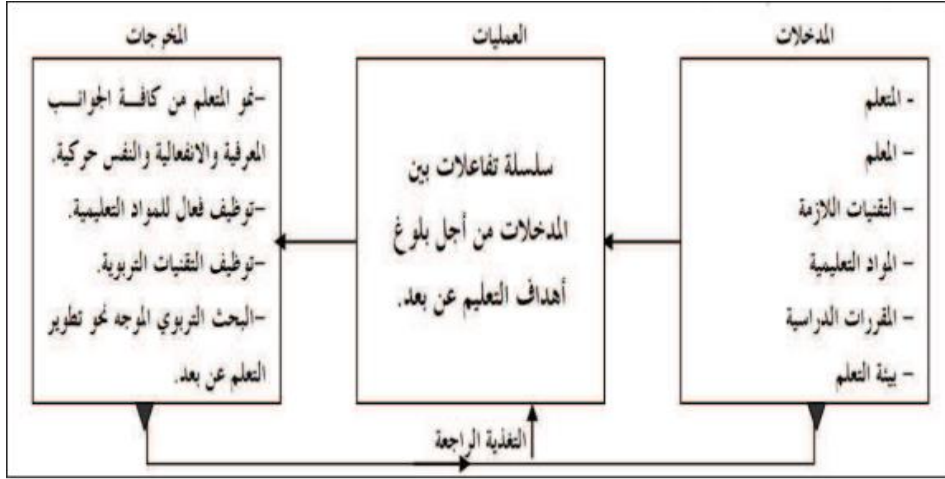 المدخلات
- المتعلم
- المعلم
- التقنيات اللازمة
- المواد التعليمية
- المقررات الدراسية
- بيئة التعلم
العمليات
سلسلة تفاعلات بين
المدخلات من أجل بلوغ
أهداف التعليم عن بعد.
المخرجات
-نمو المتعلم من كافة الجوانب
المعرفية والانفعالية والنفس حركية.
-توظيف فعال للمواد التعليمية.
-توظيف التقنيات التربوية.
-البحث التربوي الموجه نحو تطوير
التعلم عن بعد.
التغذية الراجعة